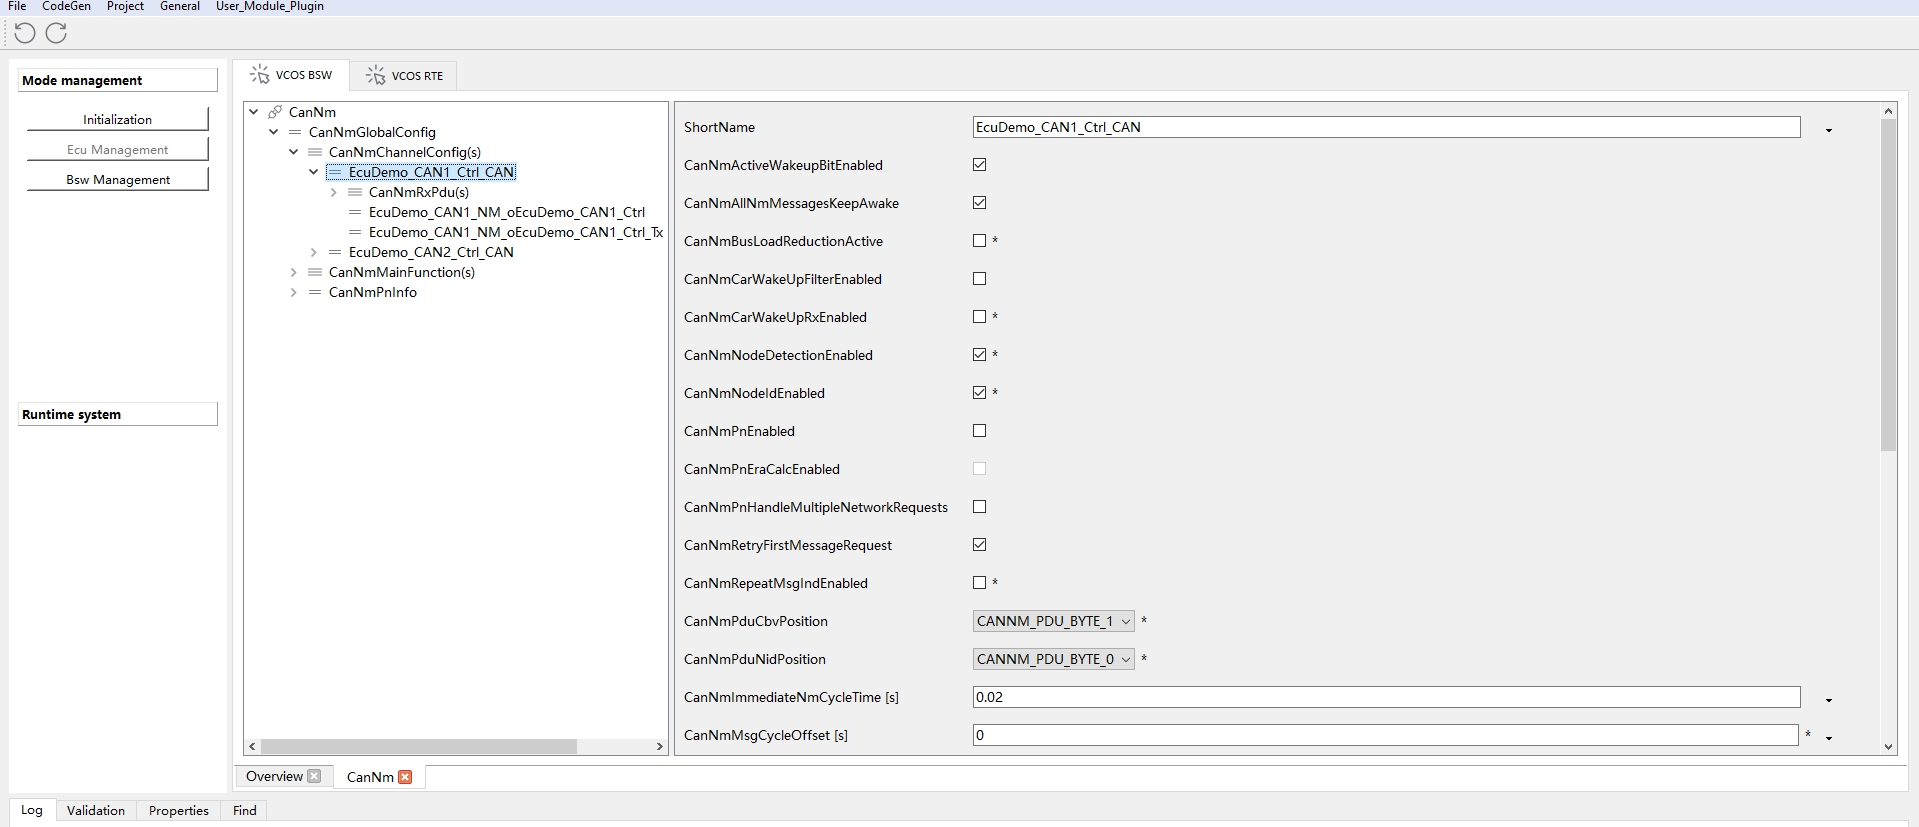 File CodeGen Project General User_Module_Plugin
Mode management
Initialization
Ecu Management
Bsw Management
Runtime system
VCOS BSW VCOS RTE
CanNm
CanNmGlobalConfig
CanNmChannelConfig(s)
EcuDemo_CAN1_Ctrl_CAN
CanNmRxPdu(s)
EcuDemo_CAN1_NM_oEcuDemo_CAN1_Ctrl
EcuDemo_CAN1_NM_oEcuDemo_CAN1_Ctrl_Tx
EcuDemo_CAN2_Ctrl_CAN
CanNmMainFunction(s)
CanNmPnInfo
ShortName EcuDemo_CAN1_Ctrl_CAN
CanNmActiveWakeupBitEnabled
CanNmAllNmMessagesKeepAwake
CanNmBusLoadReductionActive *
CanNmCarWakeUpFilterEnabled
CanNmCarWakeUpRxEnabled *
CanNmNodeDetectionEnabled *
CanNmNodeIdEnabled *
CanNmPnEnabled
CanNmPnEraCalcEnabled
CanNmPnHandleMultipleNetworkRequests
CanNmRetryFirstMessageRequest
CanNmRepeatMsgIndEnabled *
CanNmPduCbvPosition CANNM_PDU_BYTE_1 *
CanNmPduNidPosition CANNM_PDU_BYTE_0 *
CanNmImmediateNmCycleTime [s] 0.02
CanNmMsgCycleOffset [s] 0 *
Overview CanNm
Log Validation Properties Find